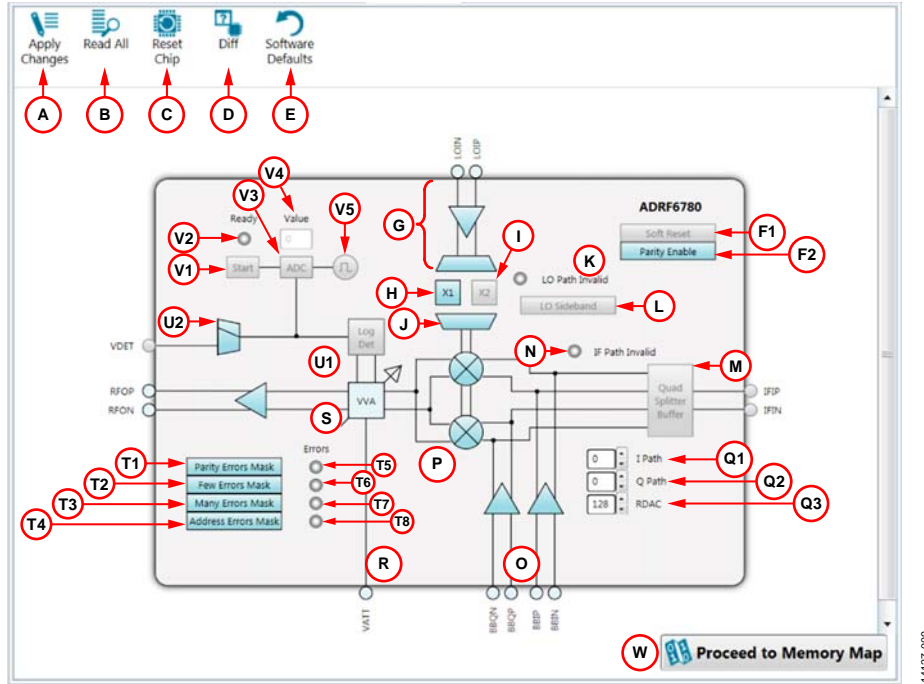 Apply Changes
Read All
Reset Chip
Diff
Software Defaults
A
B
C
D
E
LOIN
LOIP
V4
V3
V5
Ready
Value
V2
0
G
ADRF6780
Soft Reset
F1
Parity Enable
F2
V1
Start
ADC
I
K
H
X1
X2
LO Path Invalid
LO Sideband
L
U2
J
Log Det
VDET
U1
N
IF Path Invalid
M
RFOP
RFON
S
VVA
Quad Splitter Buffer
IFIP
IFIN
P
Errors
T1
Parity Errors Mask
T5
0
I Path
Q1
T2
Few Errors Mask
T6
0
Q Path
Q2
T3
Many Errors Mask
T7
128
RDAC
Q3
T4
Address Errors Mask
T8
R
O
VATT
BBQN
BBQP
BBIP
BBIN
W
Proceed to Memory Map